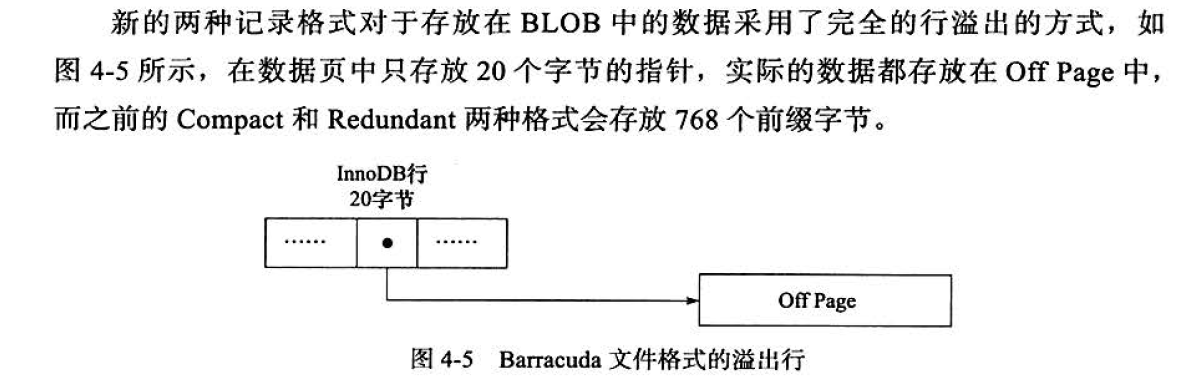 新的两种记录格式对于存放在 BLOB 中的数据采用了完全的行溢出的方式，如
图 4-5 所示，在数据页中只存放 20 个字节的指针，实际的数据都存放在 Off Page 中，
而之前的 Compact 和 Redundant 两种格式会存放 768 个前缀字节。
InnoDB行
20字节
...... ● ......
Off Page
图 4-5 Barracuda 文件格式的溢出行